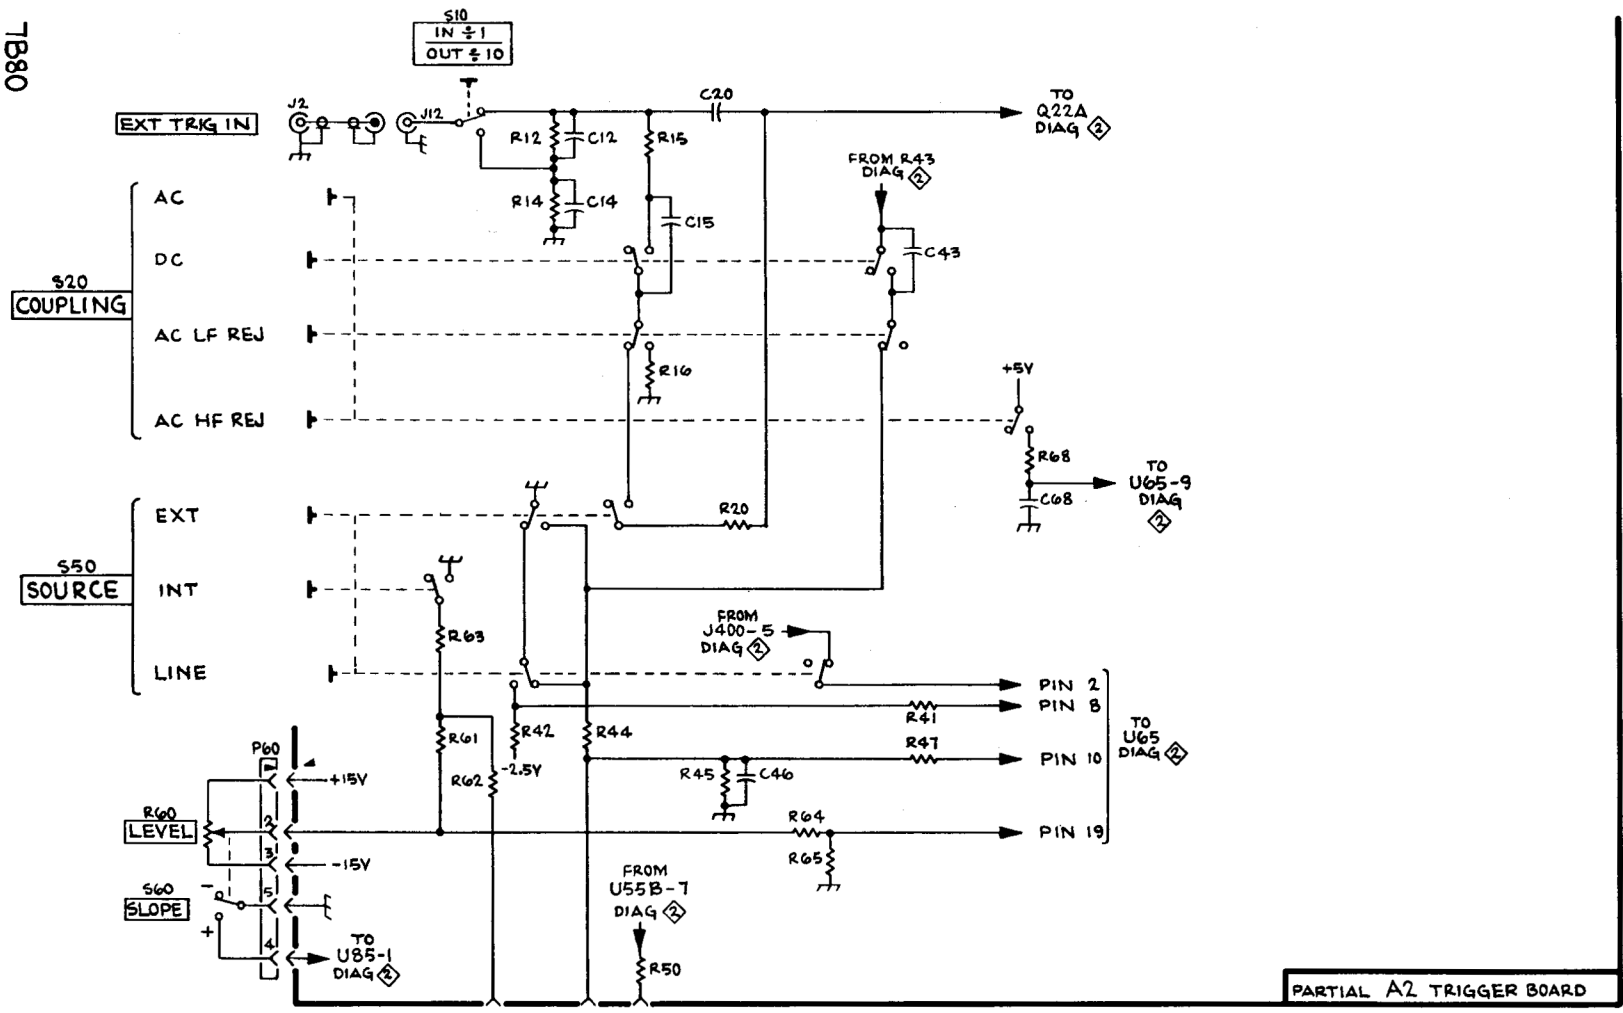 7B80
S10
IN ÷ 1
OUT ÷ 10
EXT TRIG IN
J2
J12
C20
TO
Q22A
DIAG 2
R12
C12
R15
FROM R43
DIAG 2
AC
R14
C14
C15
C43
DC
S20
COUPLING
AC LF REJ
R16
+5V
AC HF REJ
R68
TO
U65-9
DIAG
2
C68
EXT
R20
S50
SOURCE
INT
R63
FROM
J400-5
DIAG 2
LINE
PIN 2
PIN 8
R41
R61
R42
R44
R47
TO
U65
DIAG 2
P60
+15V
R62
-2.5V
R45
C46
PIN 10
R60
LEVEL
2
R64
PIN 19
3
-15V
R65
S60
SLOPE
-
5
+
4
TO
U85-1
DIAG 2
FROM
U55B-7
DIAG 2
R50
PARTIAL A2 TRIGGER BOARD